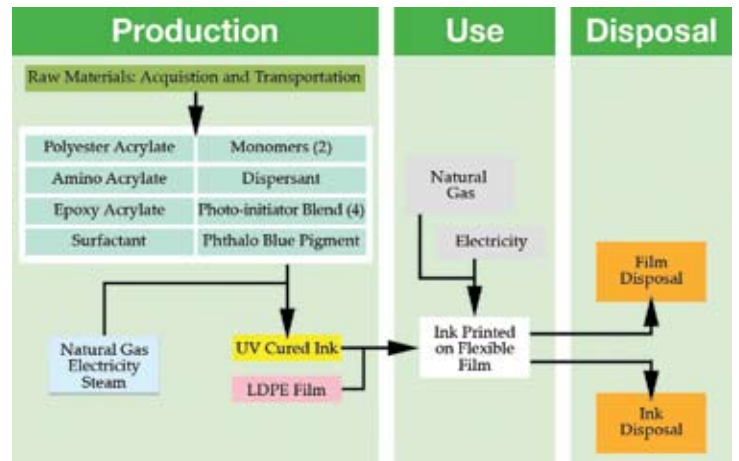 Production
Use
Disposal
Raw Materials: Acquistion and Transportation
Polyester Acrylate
Monomers (2)
Amino Acrylate
Dispersant
Epoxy Acrylate
Photo-initiator Blend (4)
Surfactant
Phthalo Blue Pigment
Natural Gas
Electricity
Steam
UV Cured Ink
LDPE Film
Natural
Gas
Electricity
Ink Printed
on Flexible
Film
Film
Disposal
Ink
Disposal